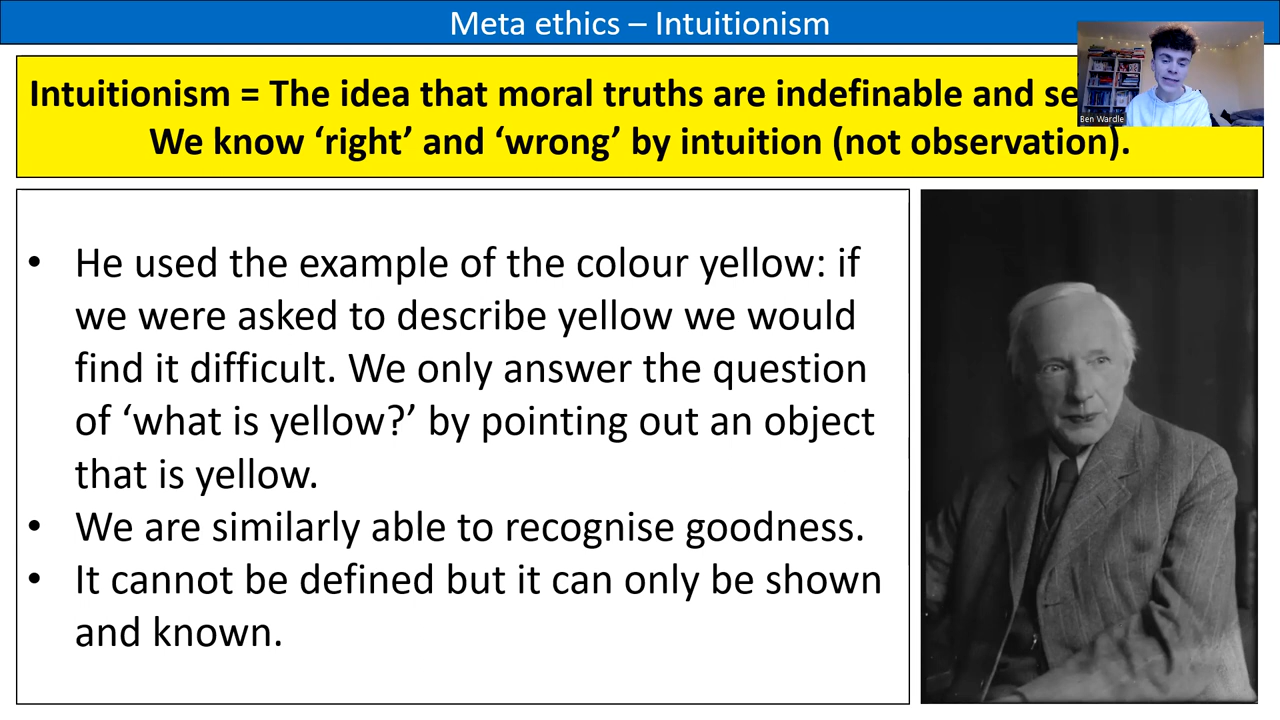 Meta ethics – Intuitionism
Intuitionism = The idea that moral truths are indefinable and
We know ‘right’ and ‘wrong’ by intuition (not observation).
Ben Wardle
• He used the example of the colour yellow: if
we were asked to describe yellow we would
find it difficult. We only answer the question
of ‘what is yellow?’ by pointing out an object
that is yellow.
• We are similarly able to recognise goodness.
• It cannot be defined but it can only be shown
and known.